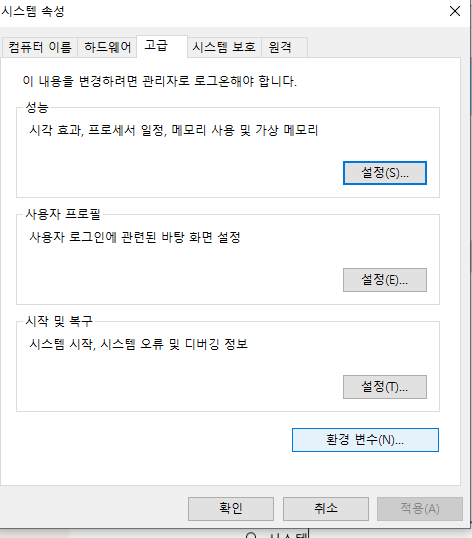 시스템 속성
컴퓨터 이름 하드웨어 고급 시스템 보호 원격
이 내용을 변경하려면 관리자로 로그온해야 합니다.
성능
시각 효과, 프로세서 일정, 메모리 사용 및 가상 메모리
설정(S)...
사용자 프로필
사용자 로그인에 관련된 바탕 화면 설정
설정(E)...
시작 및 복구
시스템 시작, 시스템 오류 및 디버깅 정보
설정(T)...
환경 변수(N)...
확인 취소 적용(A)
시스템